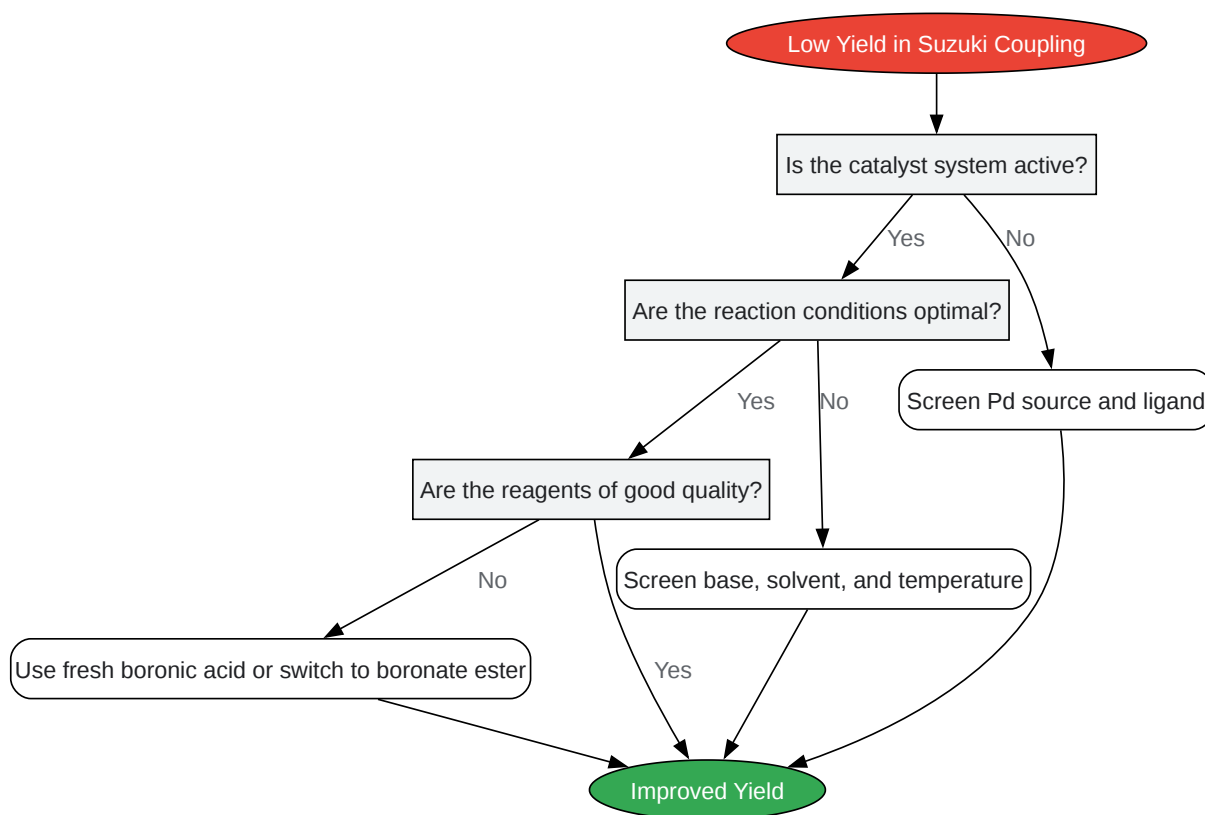 Low Yield in Suzuki Coupling
Is the catalyst system active?
Yes
No
Are the reaction conditions optimal?
Yes
No
Screen Pd source and ligand
Are the reagents of good quality?
No
Screen base, solvent, and temperature
Use fresh boronic acid or switch to boronate ester
Yes
Improved Yield